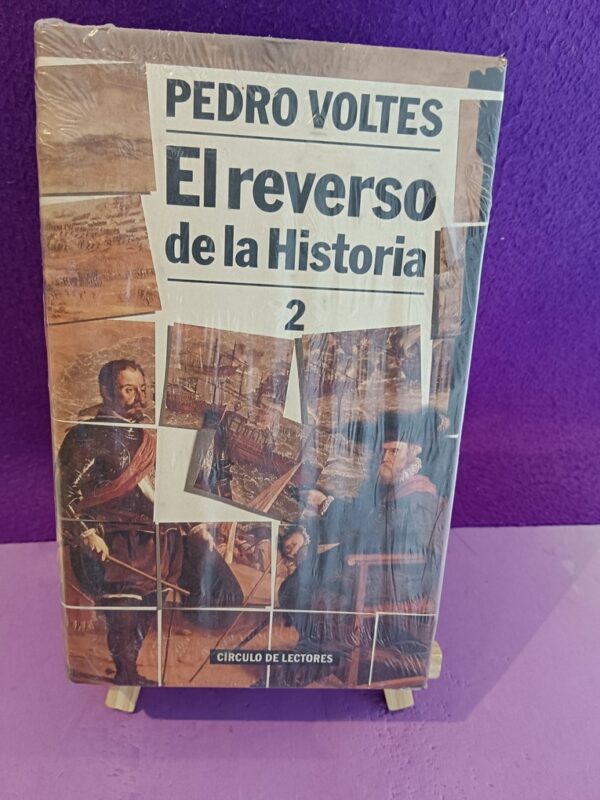 PEDRO VOLTES
El reverso
de la Historia
2
CÍRCULO DE LECTORES